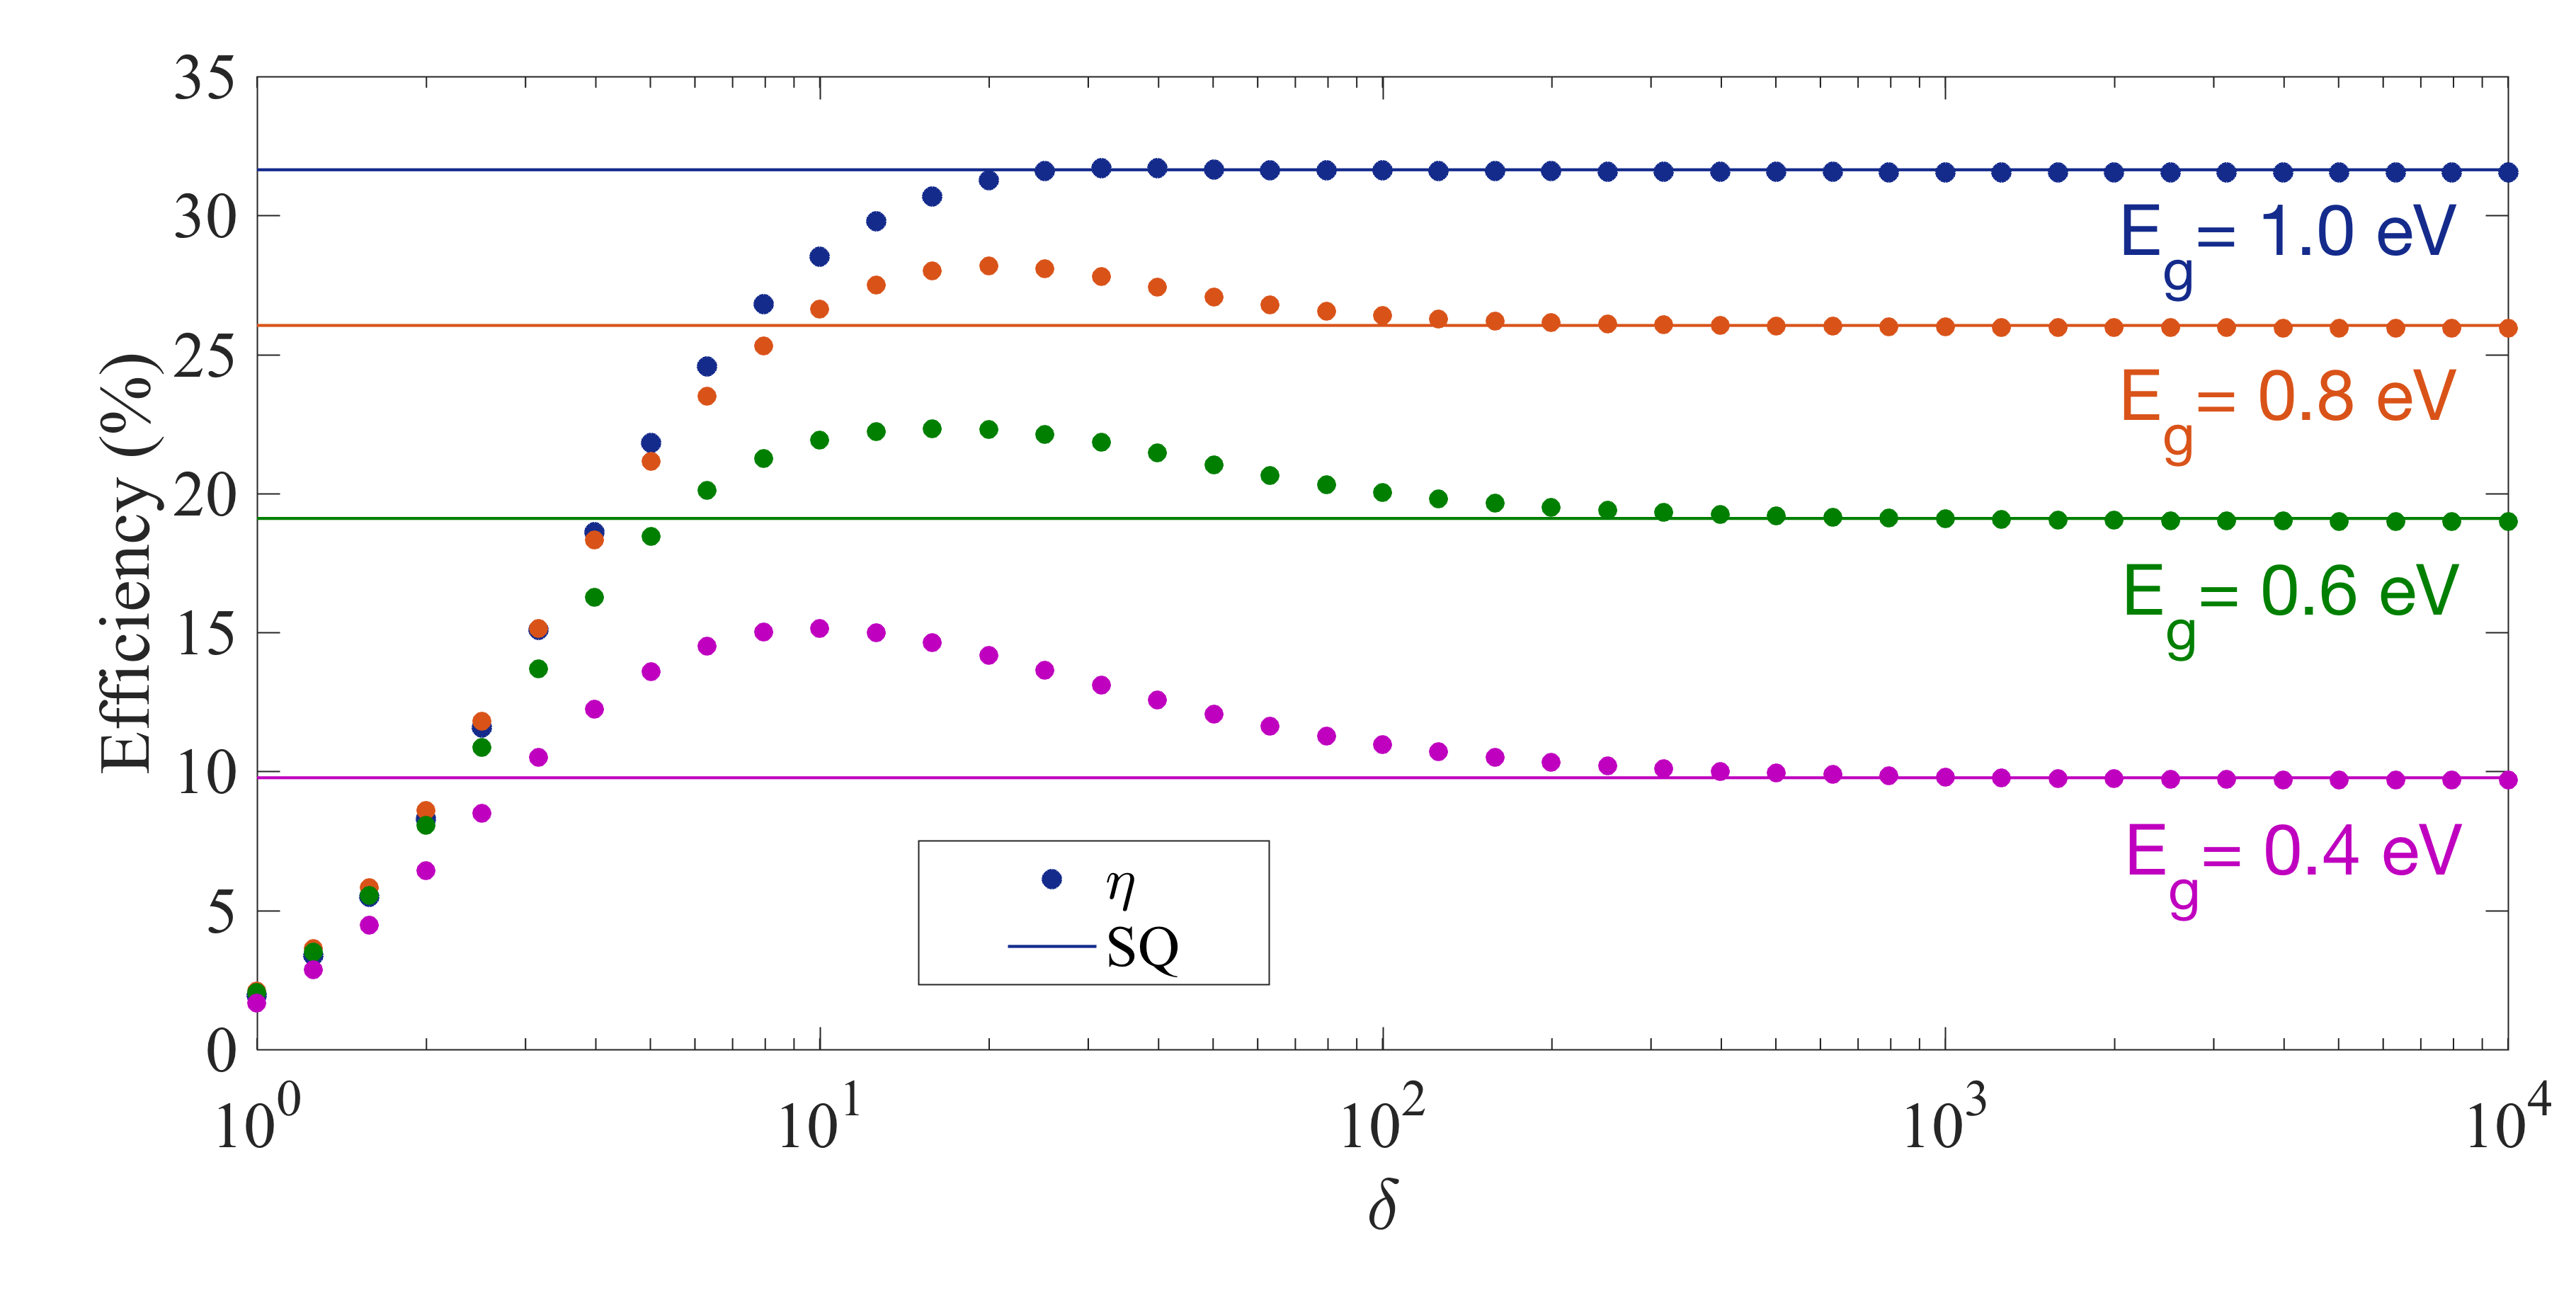 Efficiency (%)
35
30
25
20
15
10
5
0
E_g = 1.0 eV
E_g = 0.8 eV
E_g = 0.6 eV
E_g = 0.4 eV
η
SQ
10^0 10^1 10^2 10^3 10^4
δ